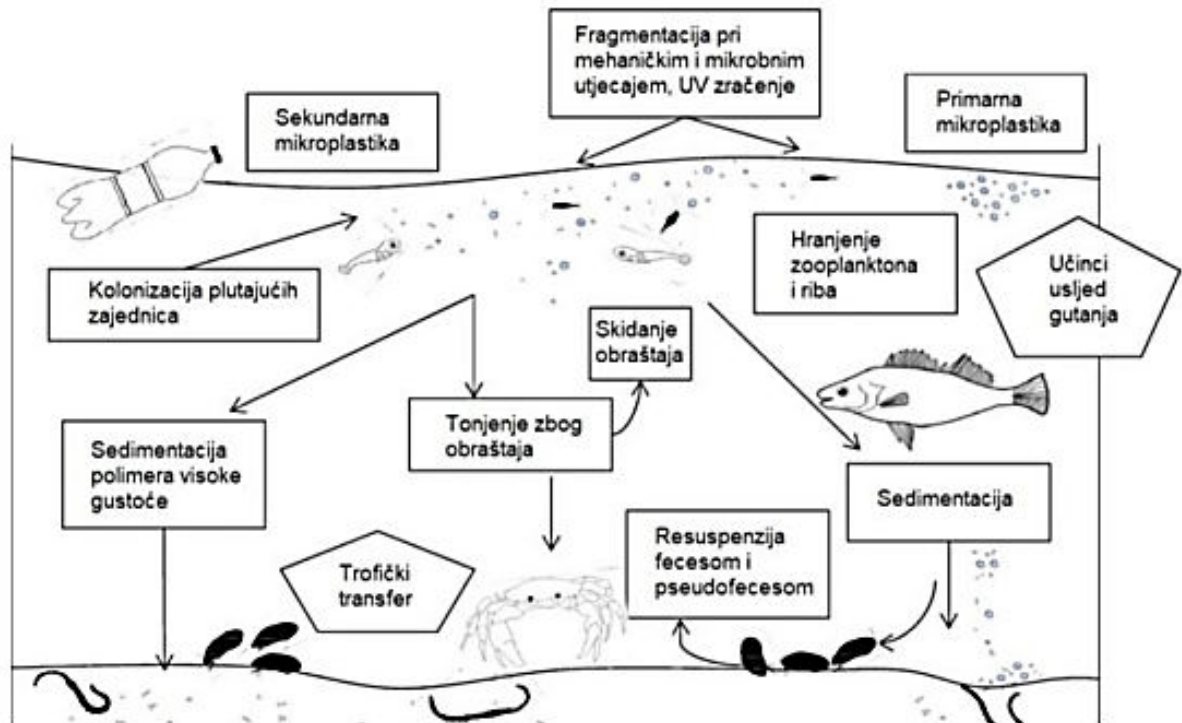 Fragmentacija pri
mehaničkim i mikrobnim
utjecajem, UV zračenje
Sekundarna
mikroplastika
Primarna
mikroplastika
Kolonizacija plutajućih
zajednica
Hranjenje
zooplanktona
i riba
Učinci
usljed
gutanja
Skidanje
obraštaja
Tonjenje zbog
obraštaja
Sedimentacija
polimera visoke
gustoće
Sedimentacija
Resuspenzija
fecesom i
pseudofecesom
Trofički
transfer